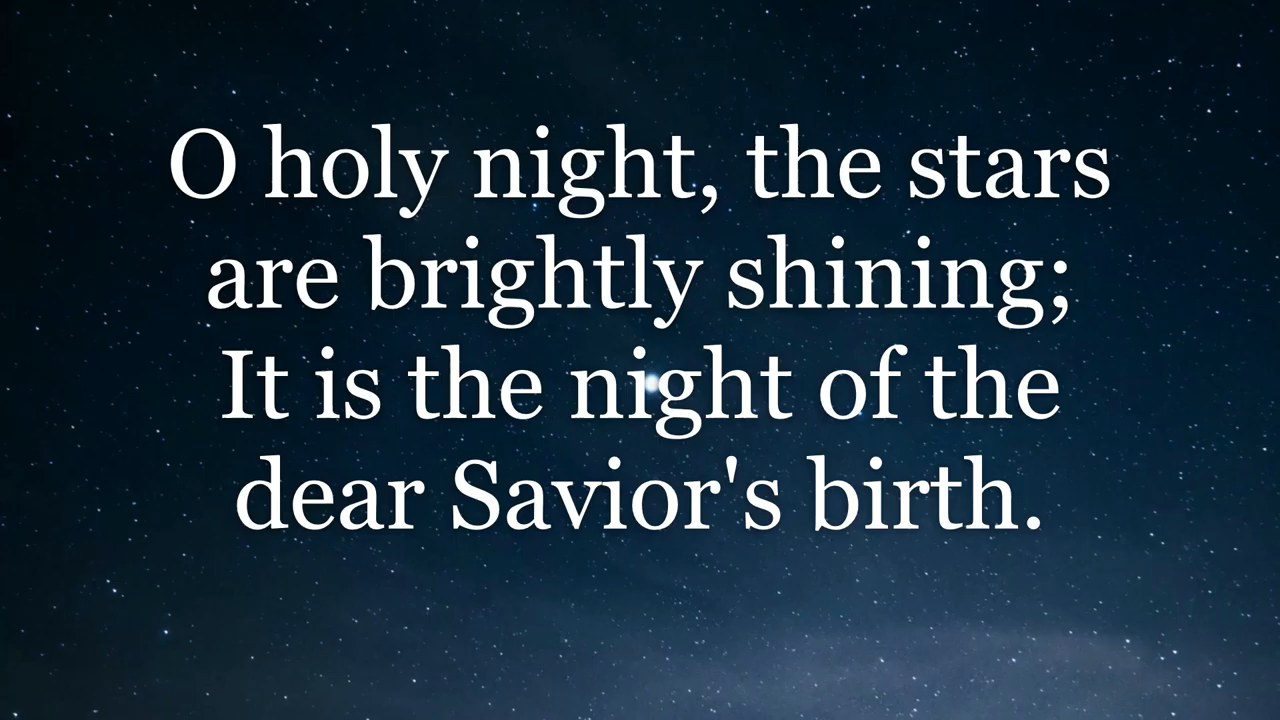 O holy night, the stars
are brightly shining;
It is the night of the
dear Savior's birth.